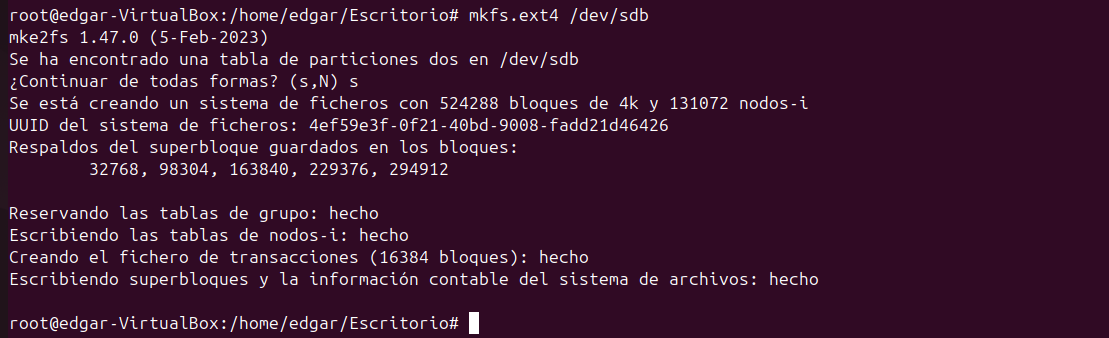 root@edgar-VirtualBox:/home/edgar/Escritorio# mkfs.ext4 /dev/sdb
mke2fs 1.47.0 (5-Feb-2023)
Se ha encontrado una tabla de particiones dos en /dev/sdb
¿Continuar de todas formas? (s,N) s
Se está creando un sistema de ficheros con 524288 bloques de 4k y 131072 nodos-i
UUID del sistema de ficheros: 4ef59e3f-0f21-40bd-9008-fadd21d46426
Respaldos del superbloque guardados en los bloques:
        32768, 98304, 163840, 229376, 294912

Reservando las tablas de grupo: hecho
Escribiendo las tablas de nodos-i: hecho
Creando el fichero de transacciones (16384 bloques): hecho
Escribiendo superbloques y la información contable del sistema de archivos: hecho

root@edgar-VirtualBox:/home/edgar/Escritorio#